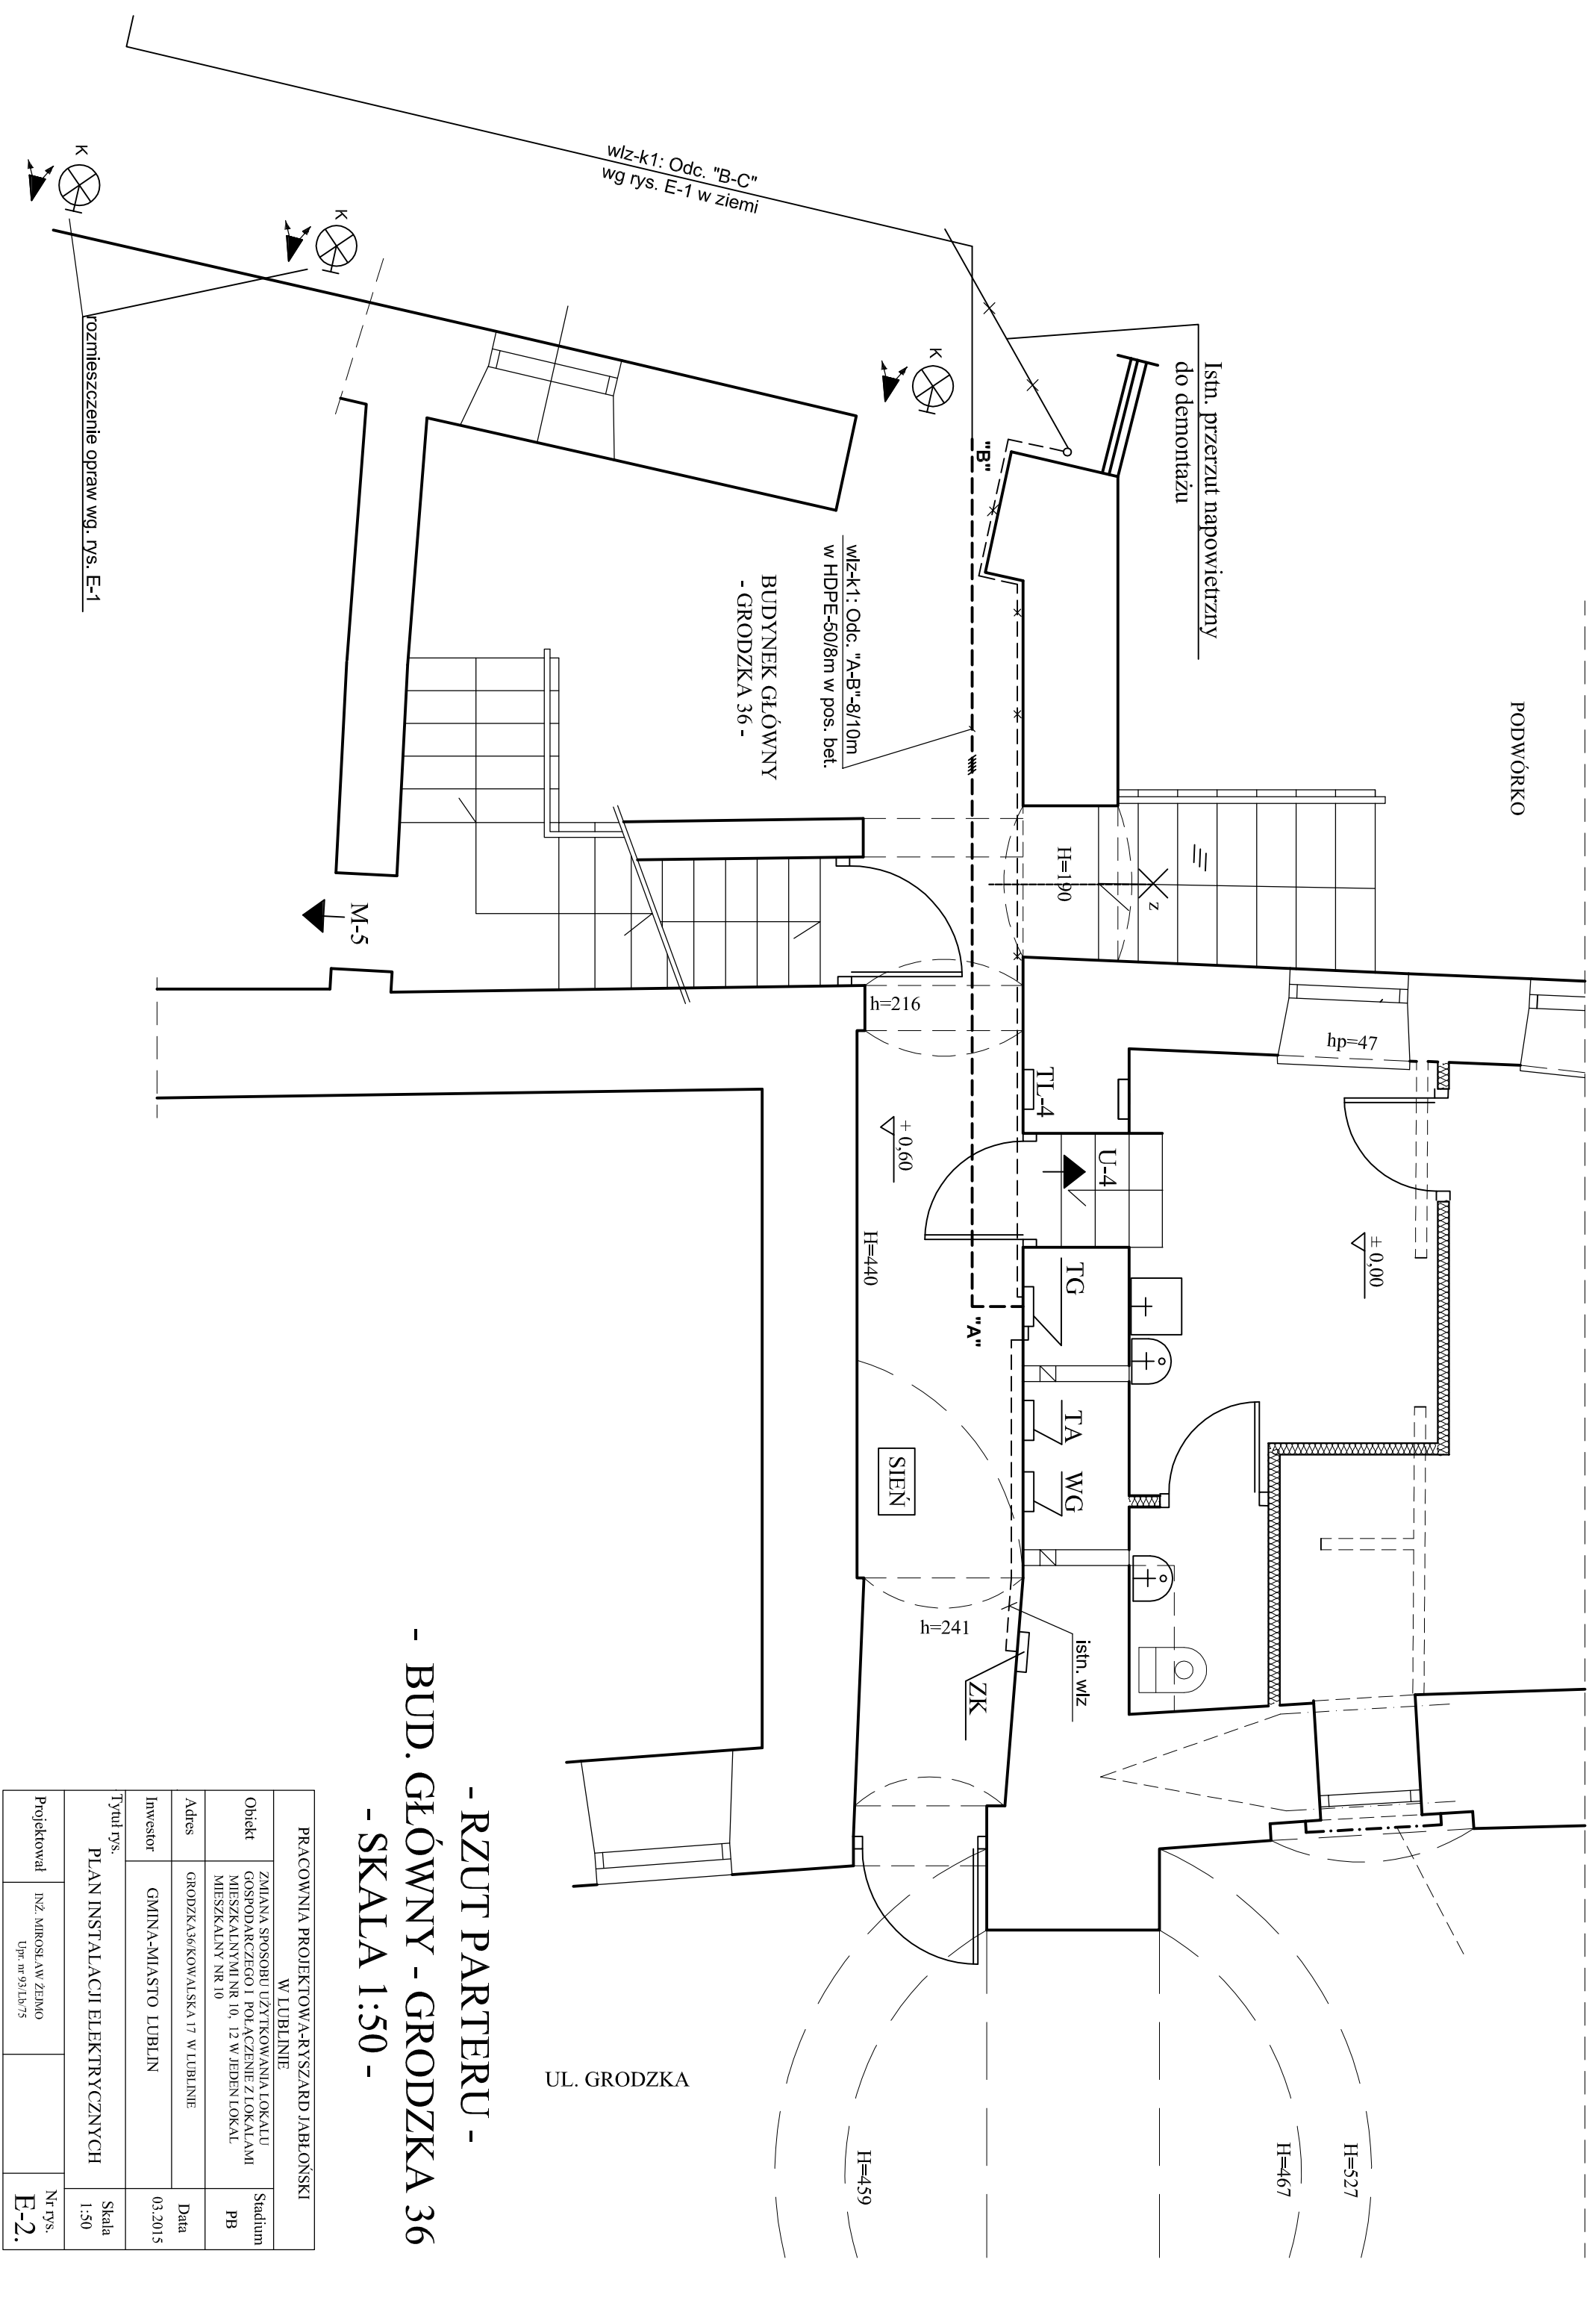 PODWÓRKO
Istn. przerzut napowietrzny
do demontażu
wlz-k1: Odc. "B-C"
wg rys. E-1 w ziemi
K
K
K
rozmieszczenie opraw wg. rys. E-1
"B"
wlz-k1: Odc. "A-B"-8/10m
w HDPE-50/8m w pos. bet.
BUDYNEK GŁÓWNY
- GRODZKA 36 -
H=190
z
M-5
h=216
hp=47
TL-4
U-4
+ 0,60
± 0,00
H=440
TG
"A"
TA
WG
SIEŃ
h=241
istn. wlz
ZK
UL. GRODZKA
H=459
H=467
H=527
- RZUT PARTERU -
- BUD. GŁÓWNY - GRODZKA 36
- SKALA 1:50 -
PRACOWNIA PROJEKTOWA-RYSZARD JABŁOŃSKI
W LUBLINIE
Obiekt
ZMIANA SPOSOBU UŻYTKOWANIA LOKALU
GOSPODARCZEGO I POŁĄCZENIE Z LOKALAMI
MIESZKALNYMI NR 10, 12 W JEDEN LOKAL
MIESZKALNY NR 10
Stadium
PB
Adres
GRODZKA36/KOWALSKA 17 W LUBLINIE
Data
03.2015
Inwestor
GMINA-MIASTO LUBLIN
Tytuł rys.
PLAN INSTALACJI ELEKTRYCZNYCH
Skala
1:50
Projektował
INŻ. MIROSŁAW ŻEJMO
Upr. nr 93/Lb/75
Nr rys.
E-2.